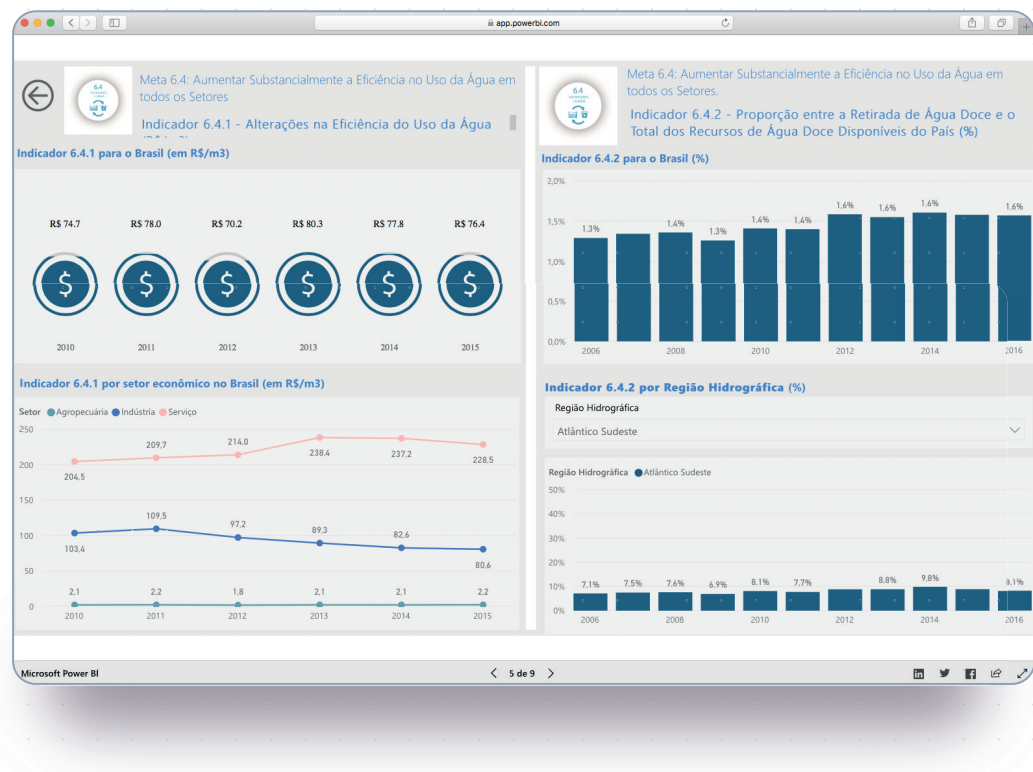 app.powerbi.com
6.4
Meta 6.4: Aumentar Substancialmente a Eficiência no Uso da Água em
todos os Setores
Indicador 6.4.1 - Alterações na Eficiência do Uso da Água
Indicador 6.4.1 para o Brasil (em R$/m3)
R$ 74.7 R$ 78.0 R$ 70.2 R$ 80.3 R$ 77.8 R$ 76.4
$ $ $ $ $ $
2010 2011 2012 2013 2014 2015
Indicador 6.4.1 por setor econômico no Brasil (em R$/m3)
Setor Agropecuária Indústria Serviço
250
200
150
100
50
0
204,5 209,7 214,0 238,4 237,2 228,5
103,4 109,5 97,2 89,3 82,6 80,6
2,1 2,2 1,8 2,1 2,1 2,2
2010 2011 2012 2013 2014 2015
6.4
Meta 6.4: Aumentar Substancialmente a Eficiência no Uso da Água em
todos os Setores.
Indicador 6.4.2 - Proporção entre a Retirada de Água Doce e o
Total dos Recursos de Água Doce Disponíveis do País (%)
Indicador 6.4.2 para o Brasil (%)
2,0%
1,5%
1,0%
0,5%
0,0%
1,3% 1,4% 1,3% 1,4% 1,4% 1,6% 1,6% 1,6% 1,6%
2006 2008 2010 2012 2014 2016
Indicador 6.4.2 por Região Hidrográfica (%)
Região Hidrográfica
Atlântico Sudeste
Região Hidrográfica Atlântico Sudeste
50%
40%
30%
20%
10%
0%
7,1% 7,5% 7,6% 6,9% 8,1% 7,7% 8,8% 9,8% 8,1%
2006 2008 2010 2012 2014 2016
Microsoft Power BI
5 de 9